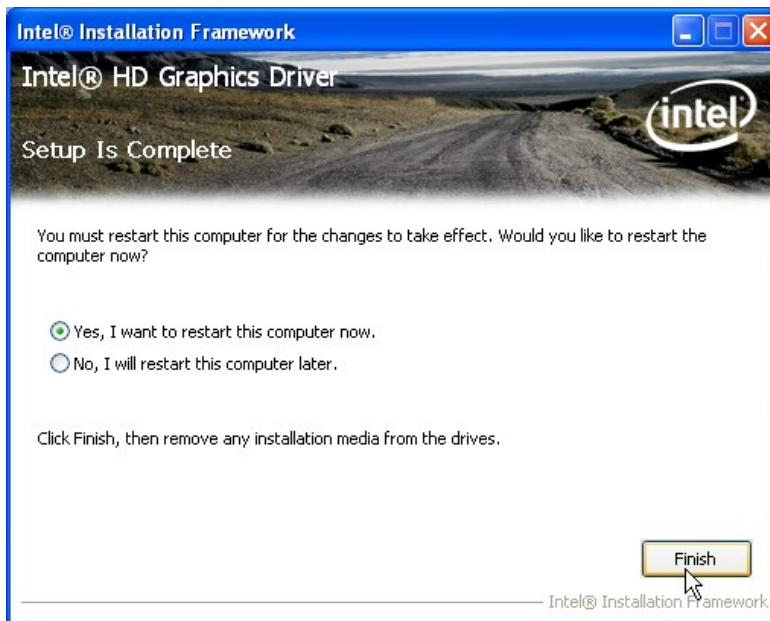 Intel® Installation Framework
Intel® HD Graphics Driver
intel
Setup Is Complete
You must restart this computer for the changes to take effect. Would you like to restart the
computer now?
Yes, I want to restart this computer now.
No, I will restart this computer later.
Click Finish, then remove any installation media from the drives.
Finish
Intel® Installation Framework